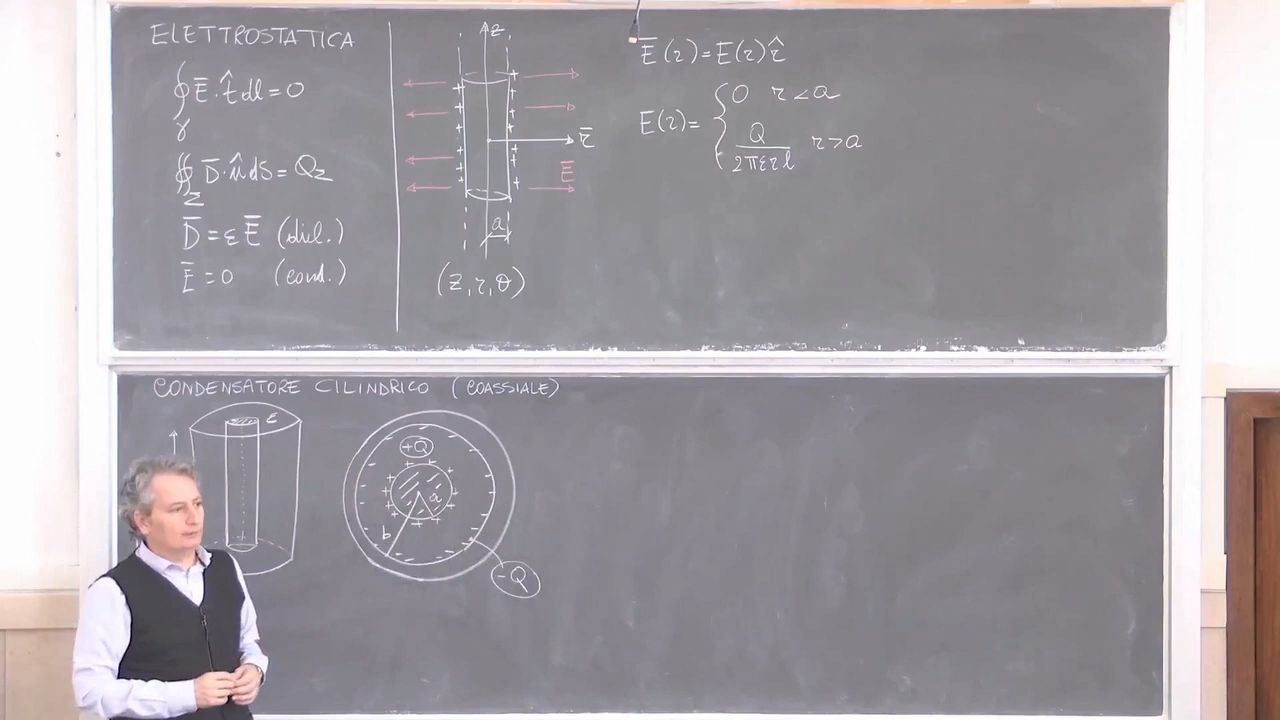 ELETTROSTATICA
∮γ E̅·t̂ dl = 0
∯Σ D̅·n̂ dS = QΣ
D̅ = ε E̅ (diel.)
E̅ = 0 (cond.)
z
r̅
E̅
a
(z, r, θ)
E̅(r) = E(r) r̂
E(r) = { 0 r < a
Q / 2πεrl r > a
CONDENSATORE CILINDRICO (COASSIALE)
ε
+Q
a
b
-Q